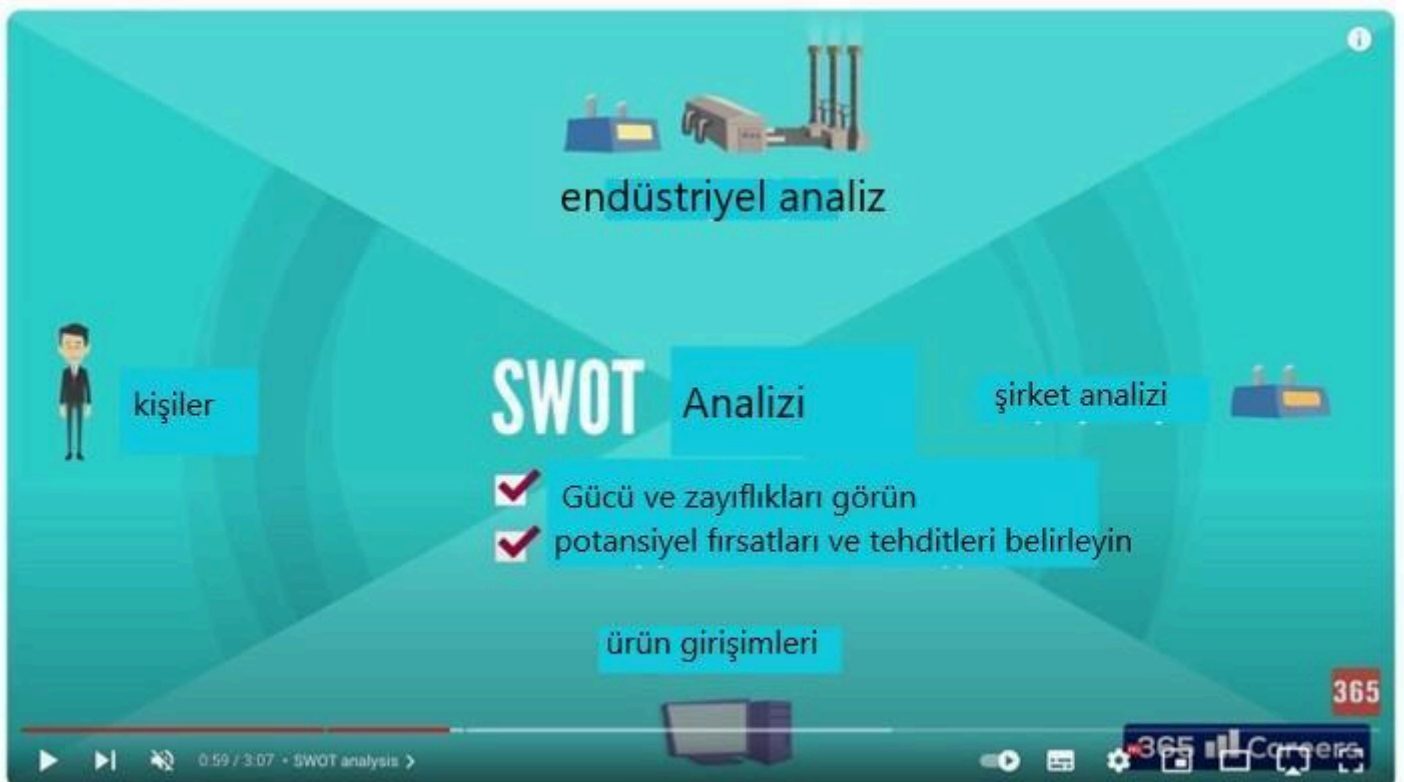 endüstriyel analiz
kişiler
SWOT Analizi
şirket analizi
Gücü ve zayıflıkları görün
potansiyel fırsatları ve tehditleri belirleyin
ürün girişimleri
365
365 Careers
0:59 / 3:07 • SWOT analysis >